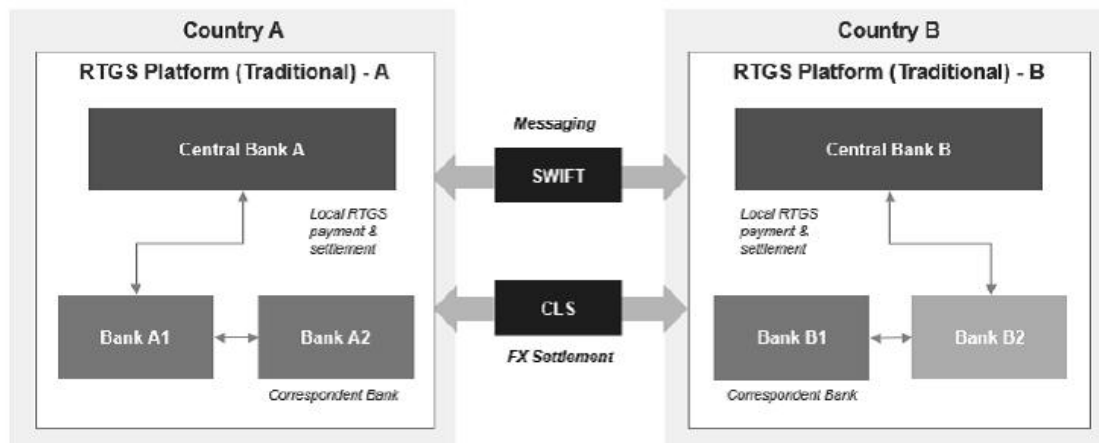 Country A
RTGS Platform (Traditional) - A
Central Bank A
Local RTGS
payment &
settlement
Bank A1
Bank A2
Correspondent Bank
Messaging
SWIFT
CLS
FX Settlement
Country B
RTGS Platform (Traditional) - B
Central Bank B
Local RTGS
payment &
settlement
Bank B1
Bank B2
Correspondent Bank